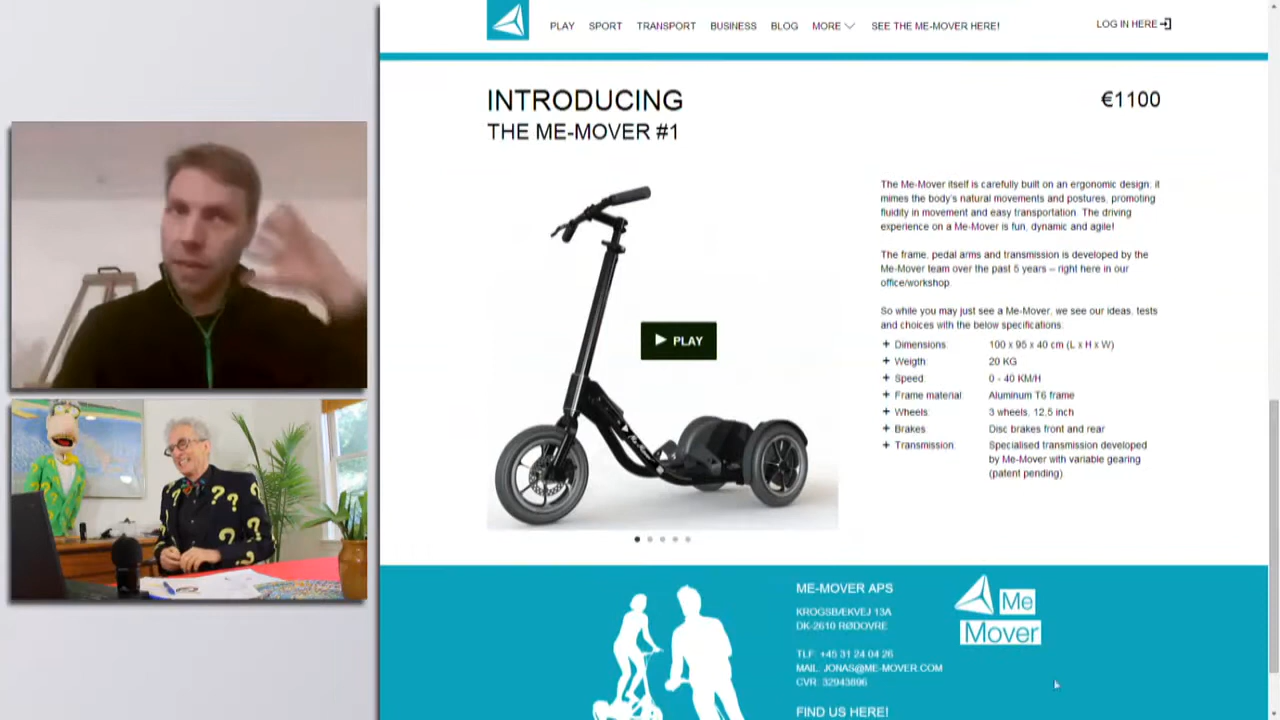 PLAY SPORT TRANSPORT BUSINESS BLOG MORE SEE THE ME-MOVER HERE! LOG IN HERE
INTRODUCING
THE ME-MOVER #1
€1100
PLAY
The Me-Mover itself is carefully built on an ergonomic design, it
mimes the body's natural movements and postures, promoting
fluidity in movement and easy transportation. The driving
experience on a Me-Mover is fun, dynamic and agile!
The frame, pedal arms and transmission is developed by the
Me-Mover team over the past 5 years – right here in our
office/workshop.
So while you may just see a Me-Mover, we see our ideas, tests
and choices with the below specifications.
+ Dimensions: 100 x 95 x 40 cm (L x H x W)
+ Weigth: 20 KG
+ Speed: 0 - 40 KM/H
+ Frame material: Aluminum T6 frame
+ Wheels: 3 wheels, 12,5 inch
+ Brakes: Disc brakes front and rear
+ Transmission: Specialised transmission developed
by Me-Mover with variable gearing
(patent pending)
ME-MOVER APS
KROGSBÆKVEJ 13A
DK-2610 RØDOVRE
TLF: +45 31 24 04 26
MAIL: JONAS@ME-MOVER.COM
CVR: 32943896
FIND US HERE!
Me
Mover
? ? ? ? ?